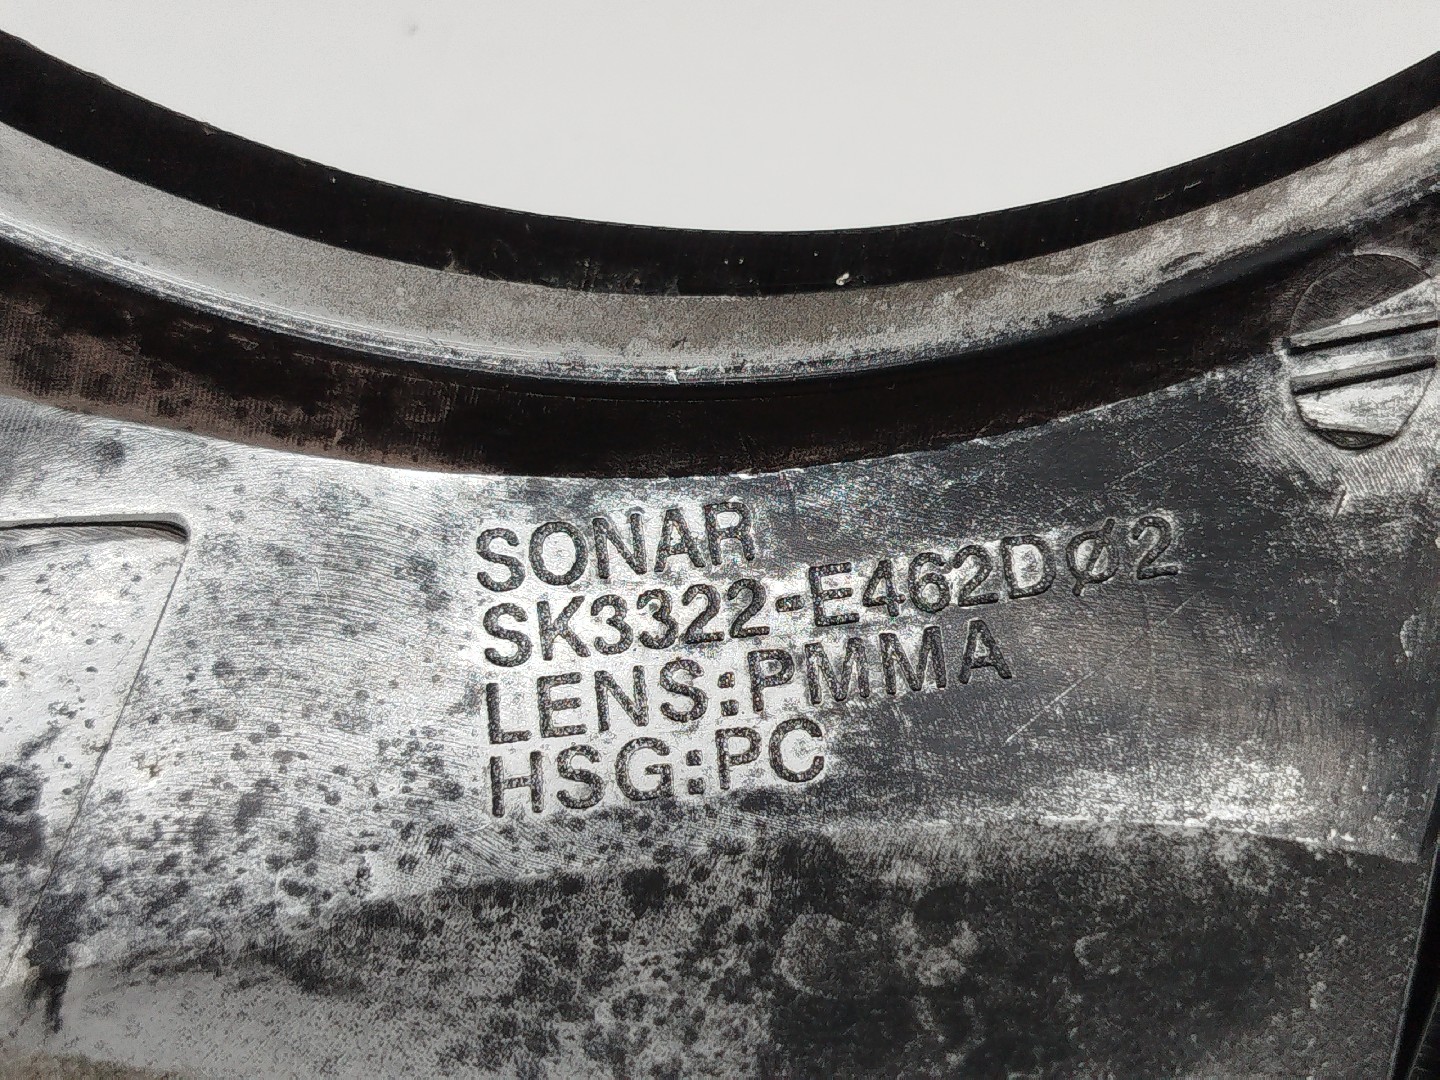 SONAR
SK3322-E462DØ2
LENS:PMMA
HSG:PC